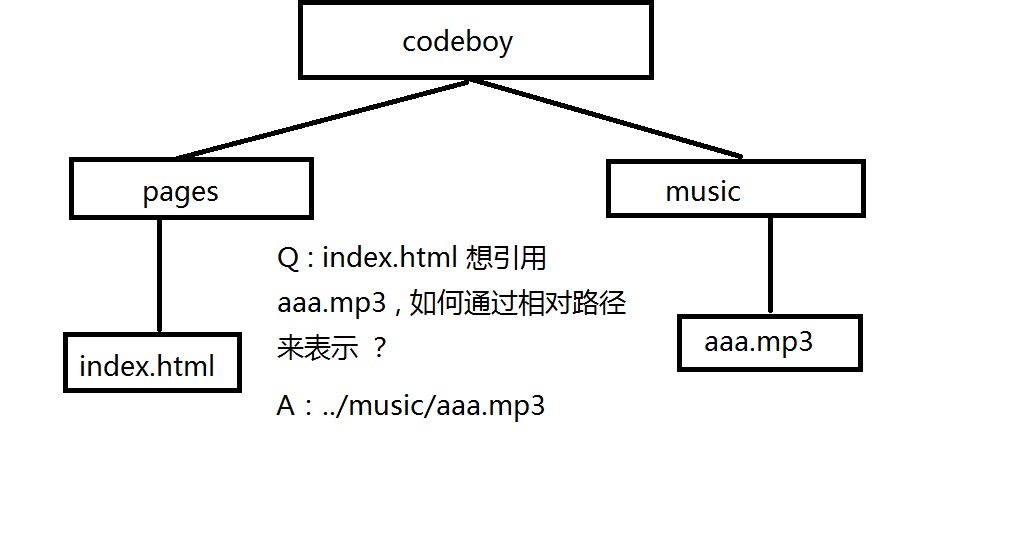 codeboy
pages
music
Q : index.html 想引用
aaa.mp3 , 如何通过相对路径
来表示 ？
index.html
aaa.mp3
A : ../music/aaa.mp3